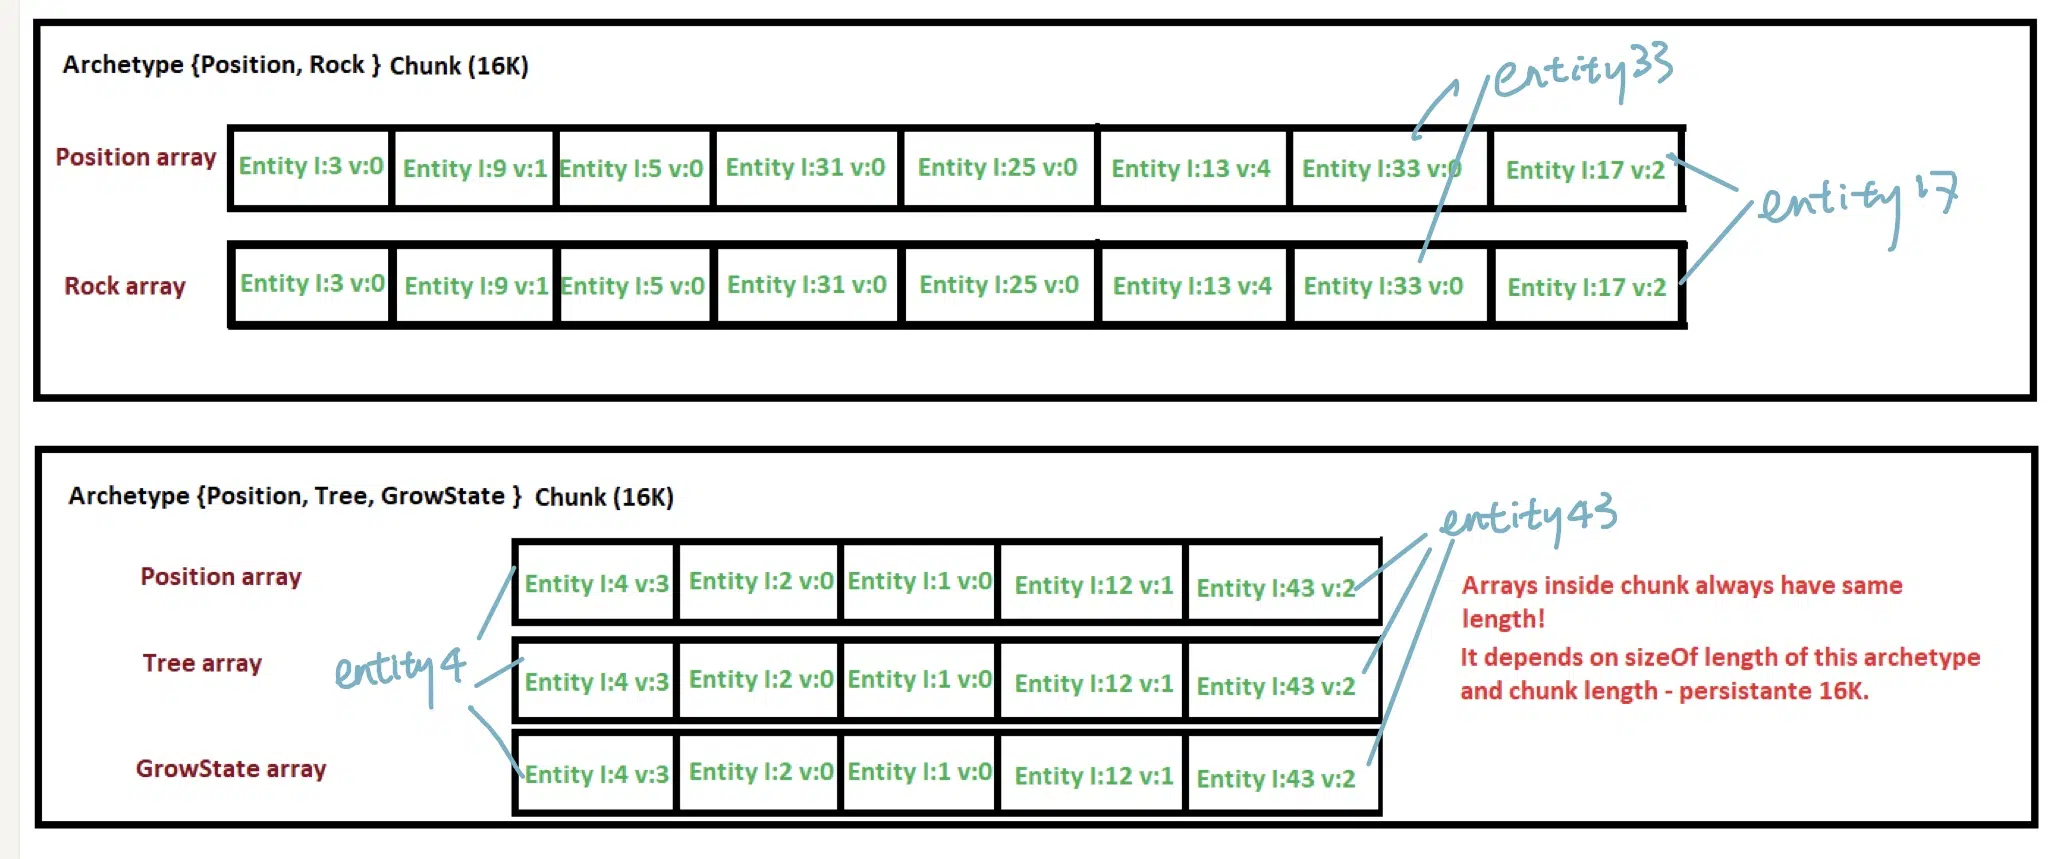 Archetype {Position, Rock } Chunk (16K)
entity33
Position array
Entity I:3 v:0 Entity I:9 v:1 Entity I:5 v:0 Entity I:31 v:0 Entity I:25 v:0 Entity I:13 v:4 Entity I:33 v:0 Entity I:17 v:2
entity 17
Rock array
Entity I:3 v:0 Entity I:9 v:1 Entity I:5 v:0 Entity I:31 v:0 Entity I:25 v:0 Entity I:13 v:4 Entity I:33 v:0 Entity I:17 v:2
Archetype {Position, Tree, GrowState } Chunk (16K)
entity43
Position array
Entity I:4 v:3 Entity I:2 v:0 Entity I:1 v:0 Entity I:12 v:1 Entity I:43 v:2
Tree array
Entity I:4 v:3 Entity I:2 v:0 Entity I:1 v:0 Entity I:12 v:1 Entity I:43 v:2
entity4
GrowState array
Entity I:4 v:3 Entity I:2 v:0 Entity I:1 v:0 Entity I:12 v:1 Entity I:43 v:2
Arrays inside chunk always have same
length!
It depends on sizeOf length of this archetype
and chunk length - persistante 16K.